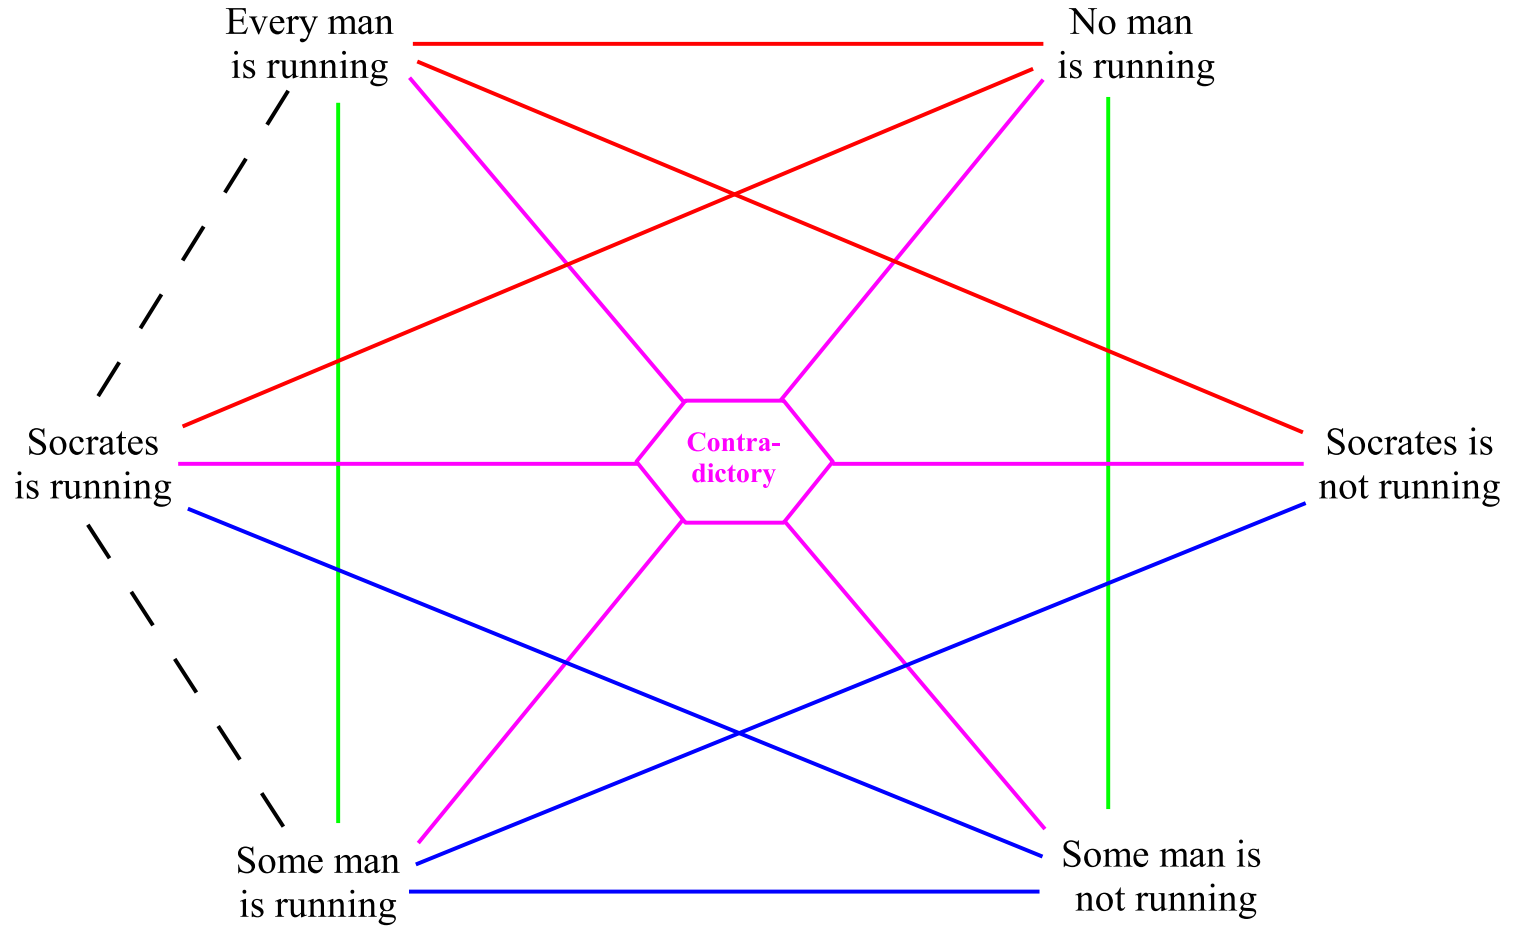 Every man
is running
No man
is running
Socrates
is running
Contra-
dictory
Socrates is
not running
Some man
is running
Some man is
not running